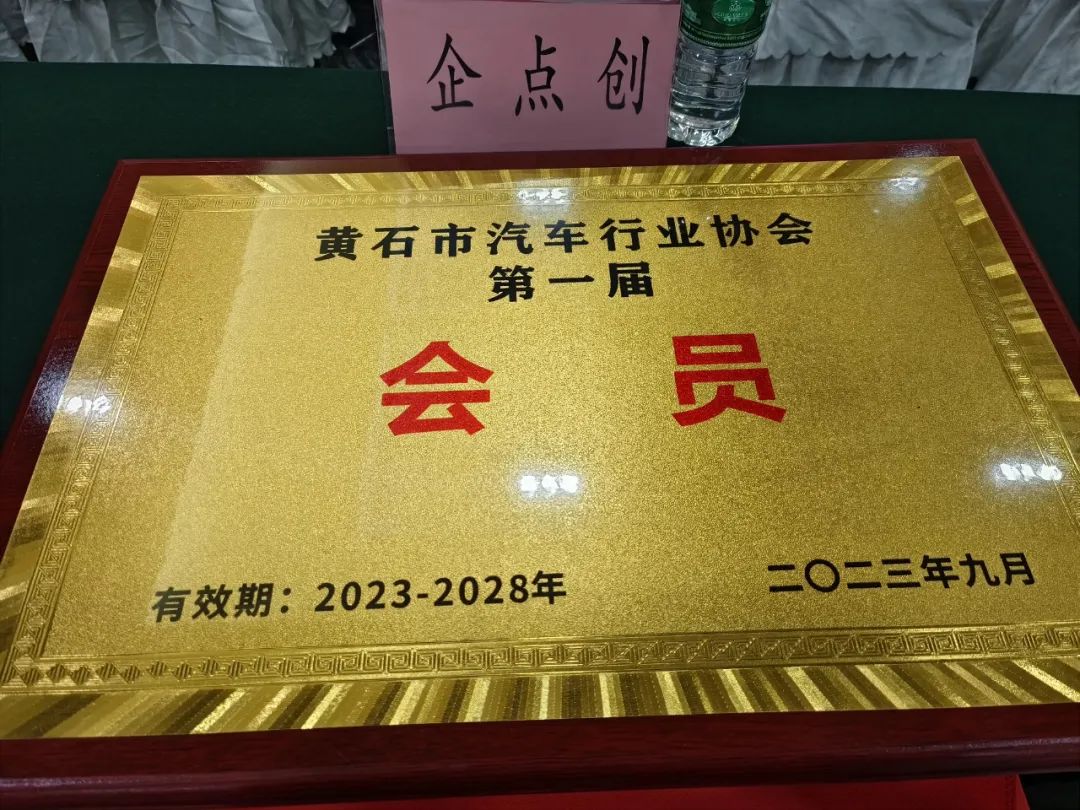 企点创
黄石市汽车行业协会
第一届
会员
有效期：2023-2028年
二〇二三年九月